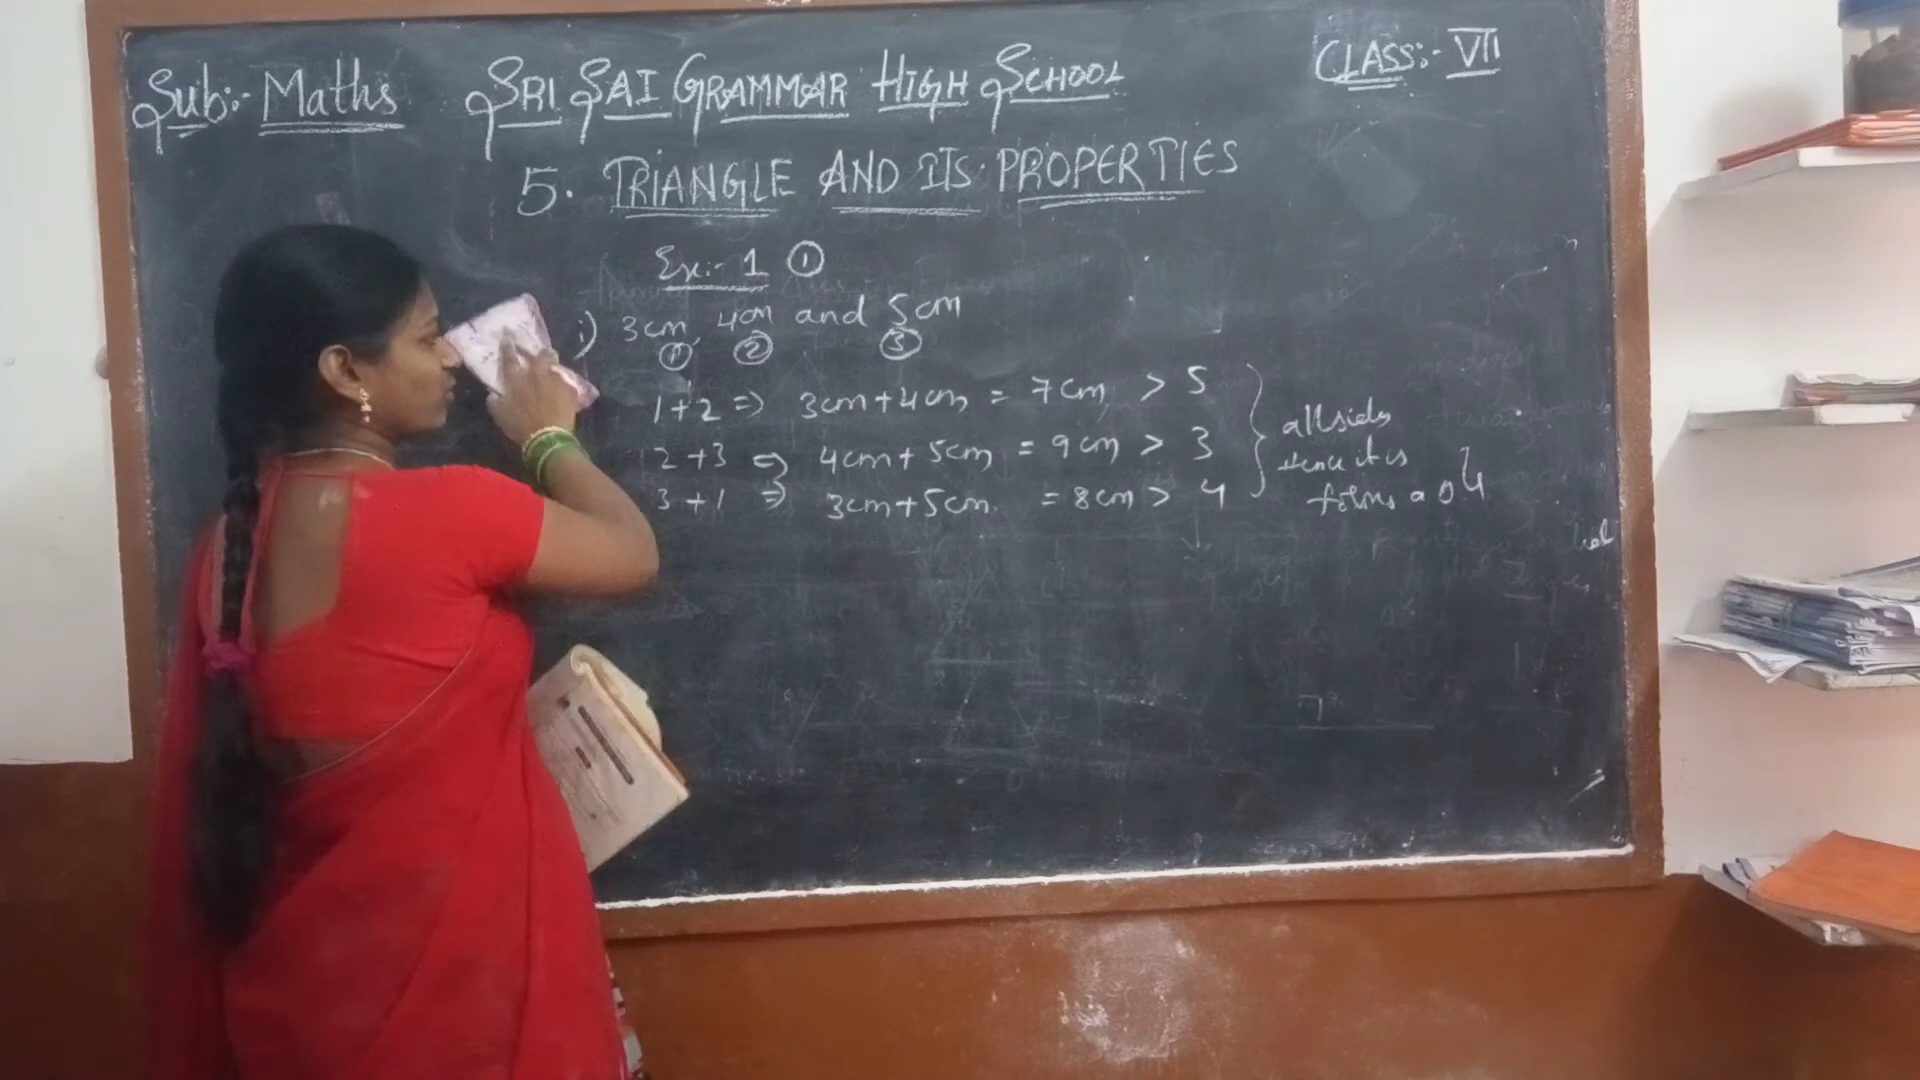 Sub:- Maths SRI SAI GRAMMAR HIGH SCHOOL CLASS:- VII
5. TRIANGLE AND ITS PROPERTIES
Ex:- 1 ①
i) 3cm, 4cm and 5cm
① ② ③
1+2 ⇒ 3cm+4cm = 7cm > 5
2+3 ⇒ 4cm+5cm = 9cm > 3
3+1 ⇒ 3cm+5cm. = 8cm > 4
all sides
Hence it is
forms a